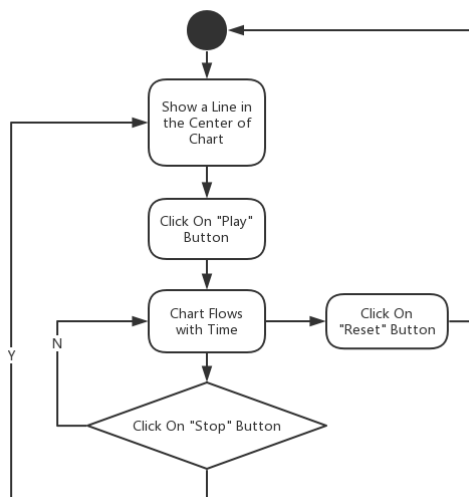 Show a Line in
the Center of
Chart
Click On "Play"
Button
Chart Flows
with Time
Click On
"Reset" Button
N
Y
Click On "Stop" Button